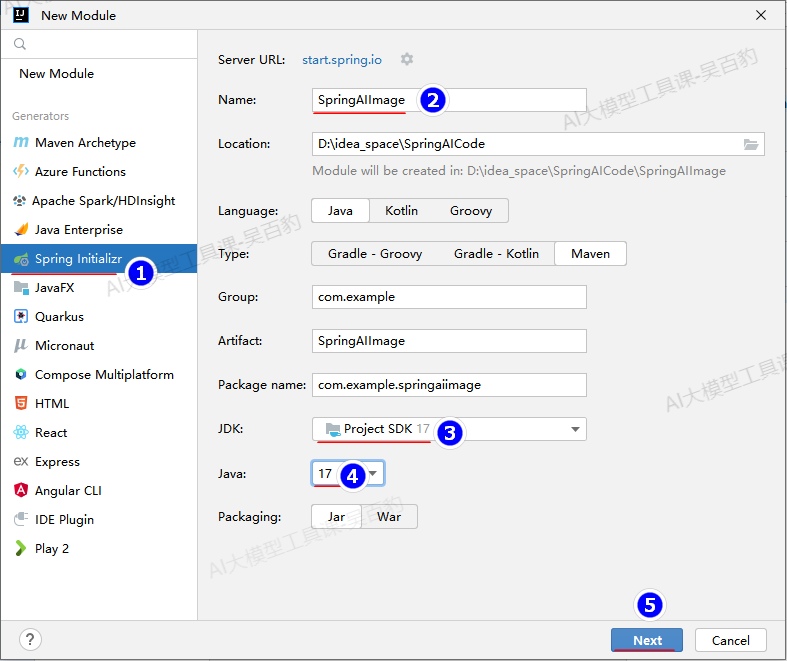 New Module
New Module
Generators
Maven Archetype
Azure Functions
Apache Spark/HDInsight
Java Enterprise
Spring Initializr
1
JavaFX
Quarkus
Micronaut
Compose Multiplatform
HTML
React
ex Express
Angular CLI
IDE Plugin
Play 2
Server URL: start.spring.io
Name: SpringAIImage 2
Location: D:\idea_space\SpringAICode
Module will be created in: D:\idea_space\SpringAICode\SpringAIImage
Language: Java Kotlin Groovy
Type: Gradle - Groovy Gradle - Kotlin Maven
Group: com.example
Artifact: SpringAIImage
Package name: com.example.springaiimage
JDK: Project SDK 17 3
Java: 17 4
Packaging: Jar War
5
? Next Cancel
AI大模型工具课-吴百豹
AI大模型工具课-吴百豹
AI大模型工具课
AI大模型工具课-吴百豹